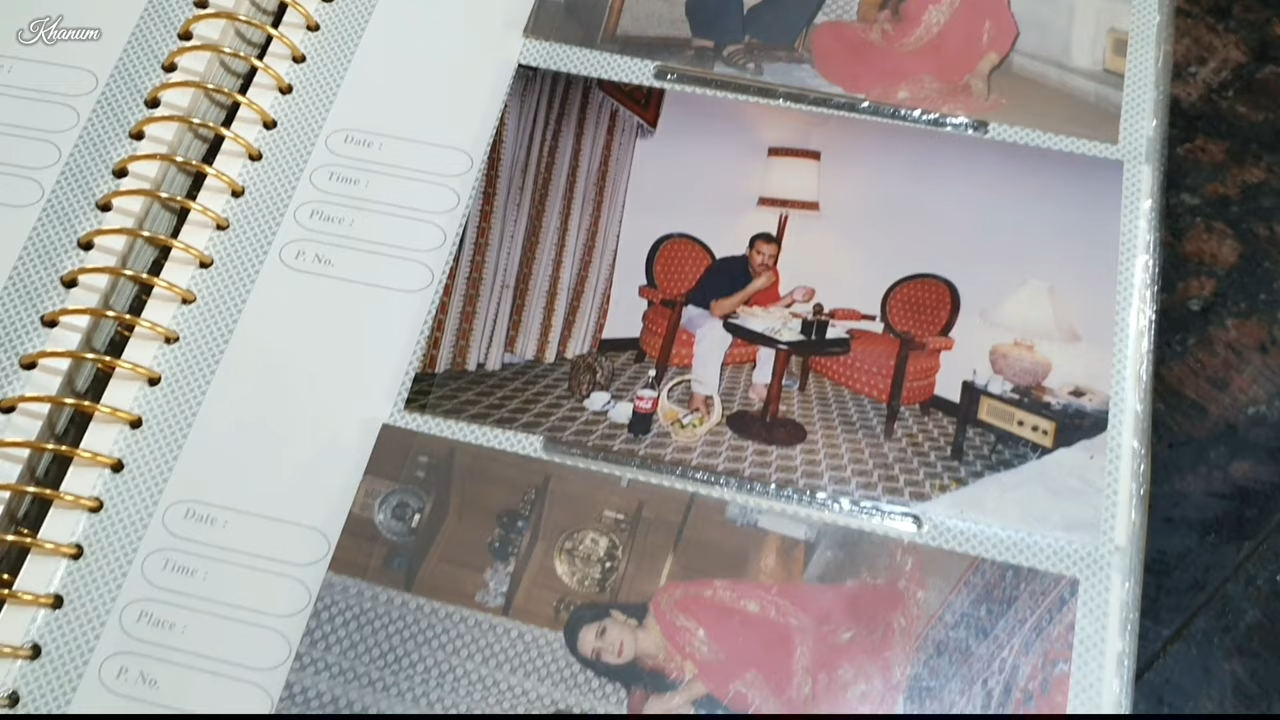 Khanum
Date :
Time :
Place :
P. No.
Date :
Time :
Place :
P. No.